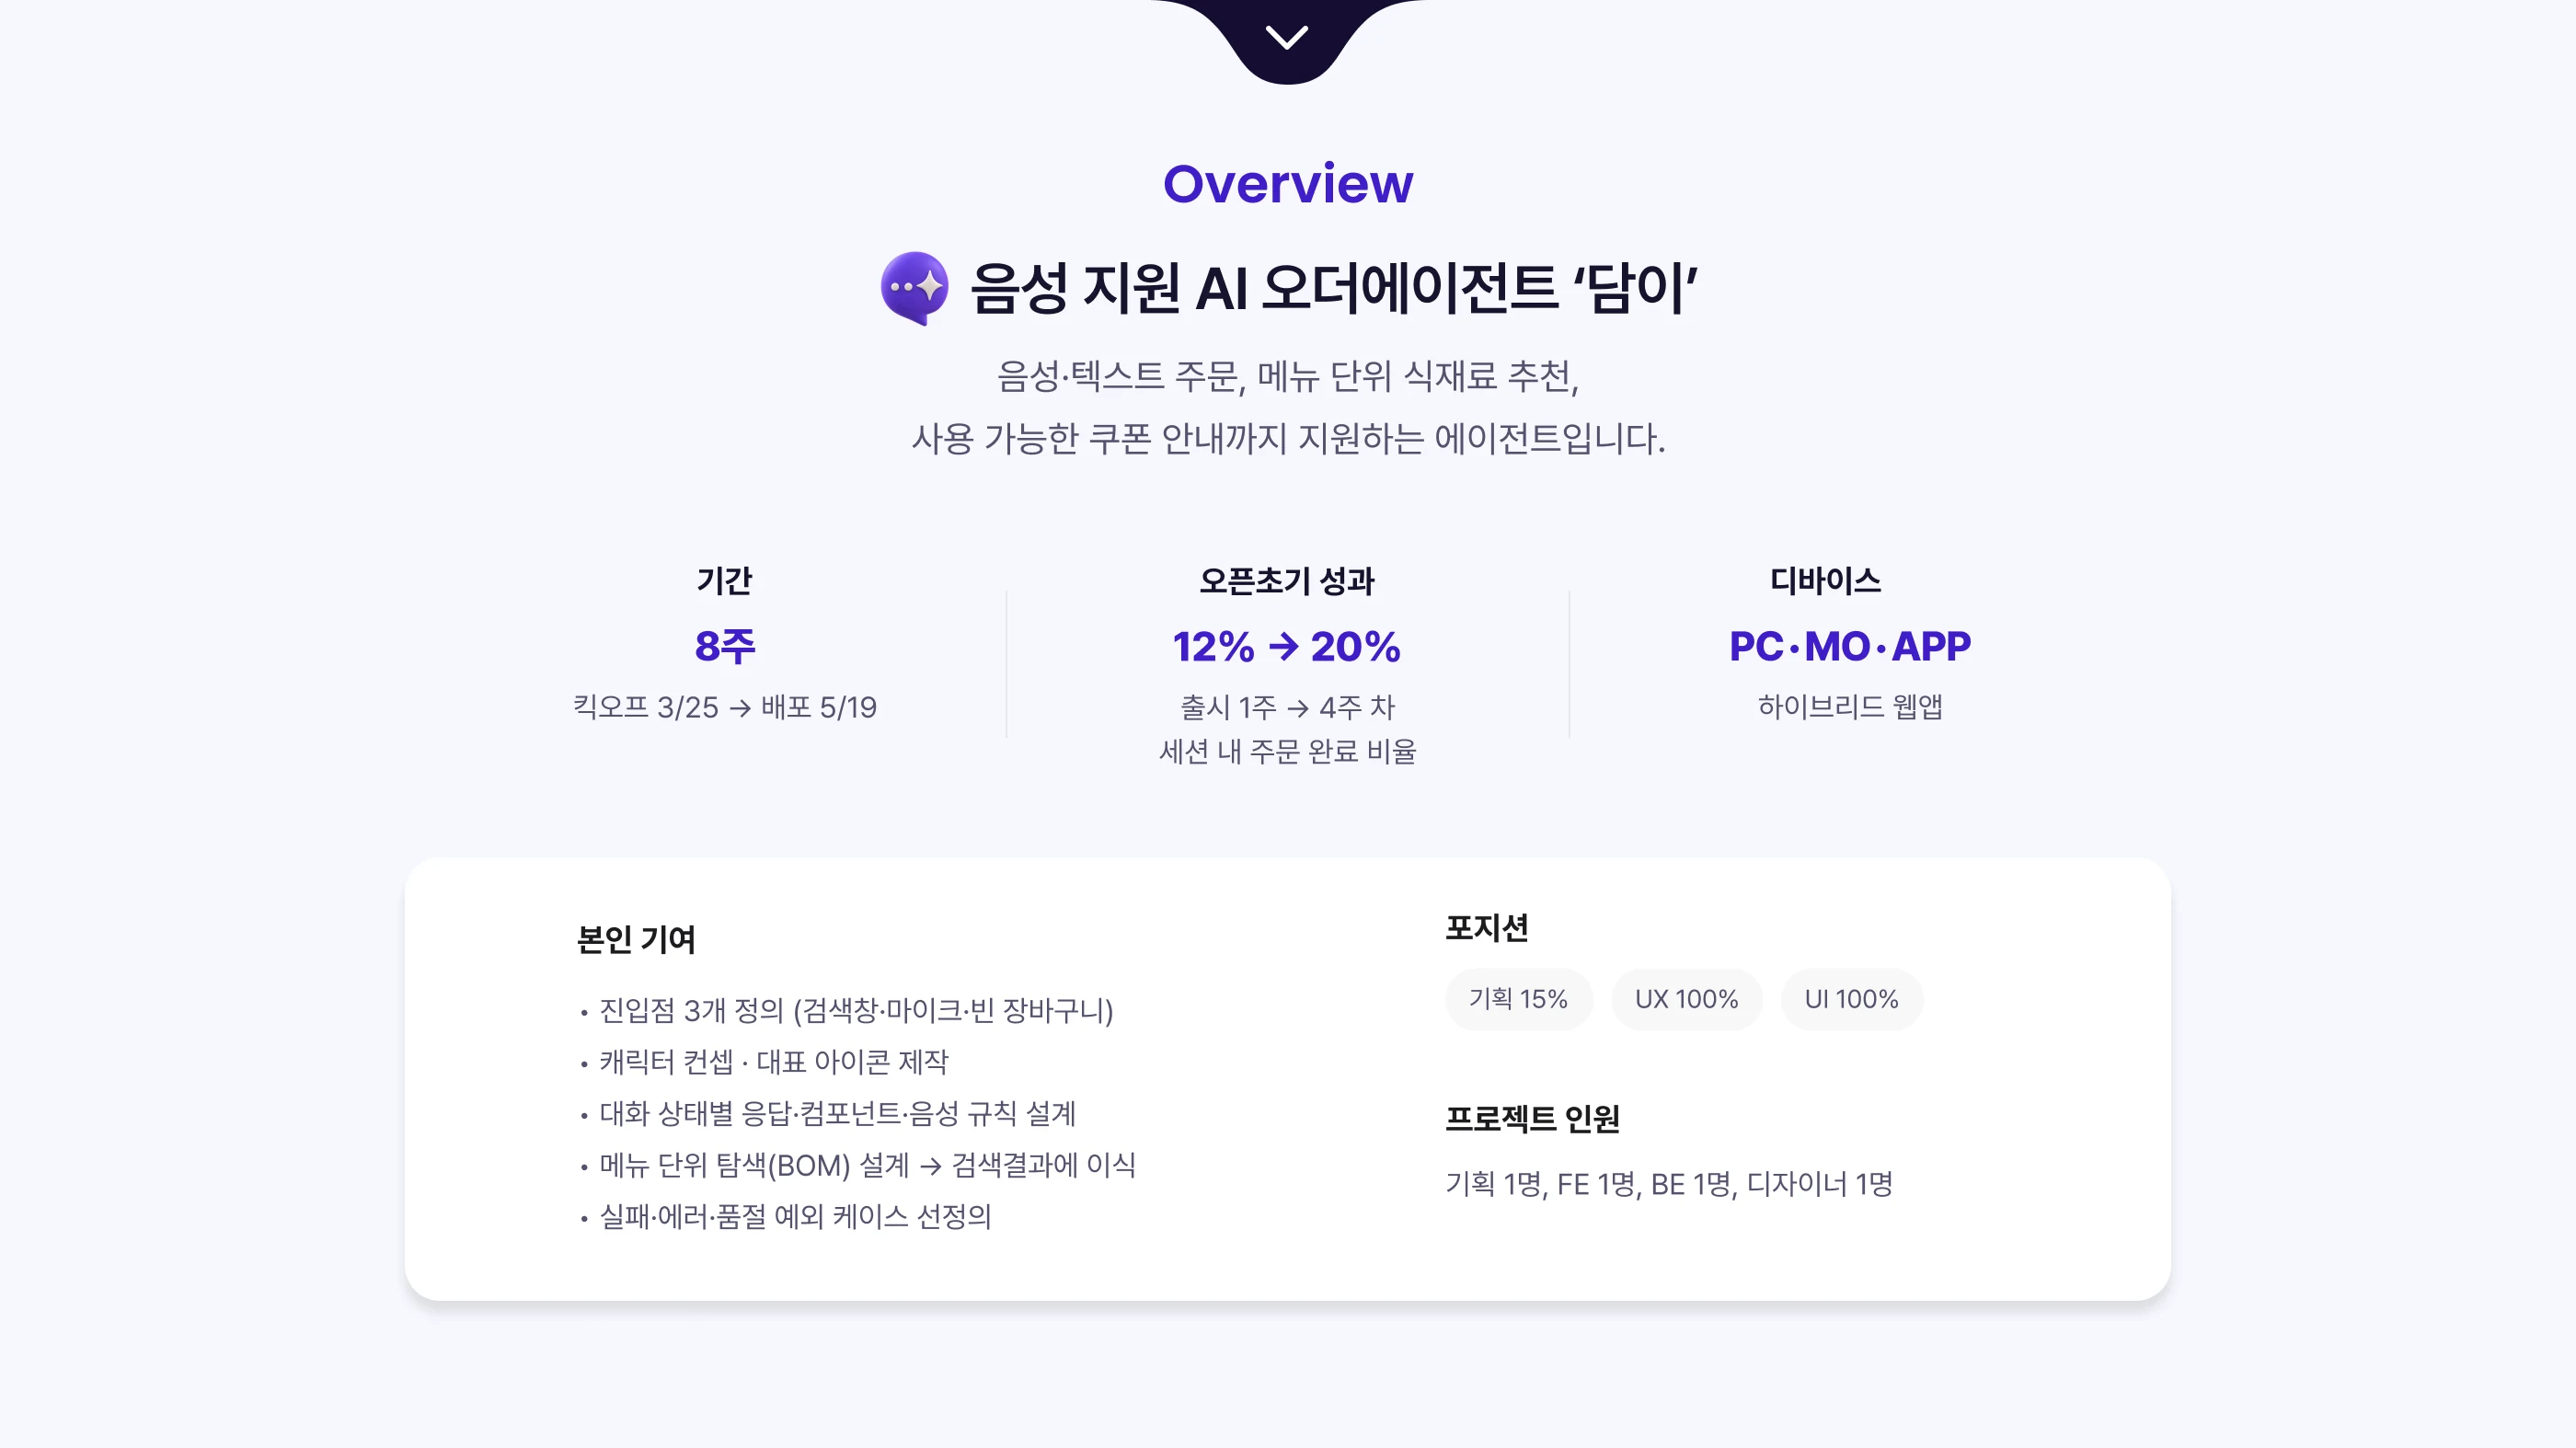 Overview
음성 지원 AI 오더에이전트 ‘담이’
음성·텍스트 주문, 메뉴 단위 식재료 추천,
사용 가능한 쿠폰 안내까지 지원하는 에이전트입니다.
기간
8주
킥오프 3/25 → 배포 5/19
오픈초기 성과
12% → 20%
출시 1주 → 4주 차
세션 내 주문 완료 비율
디바이스
PC·MO·APP
하이브리드 웹앱
본인 기여
• 진입점 3개 정의 (검색창·마이크·빈 장바구니)
• 캐릭터 컨셉 · 대표 아이콘 제작
• 대화 상태별 응답·컴포넌트·음성 규칙 설계
• 메뉴 단위 탐색(BOM) 설계 → 검색결과에 이식
• 실패·에러·품절 예외 케이스 선정의
포지션
기획 15%
UX 100%
UI 100%
프로젝트 인원
기획 1명, FE 1명, BE 1명, 디자이너 1명